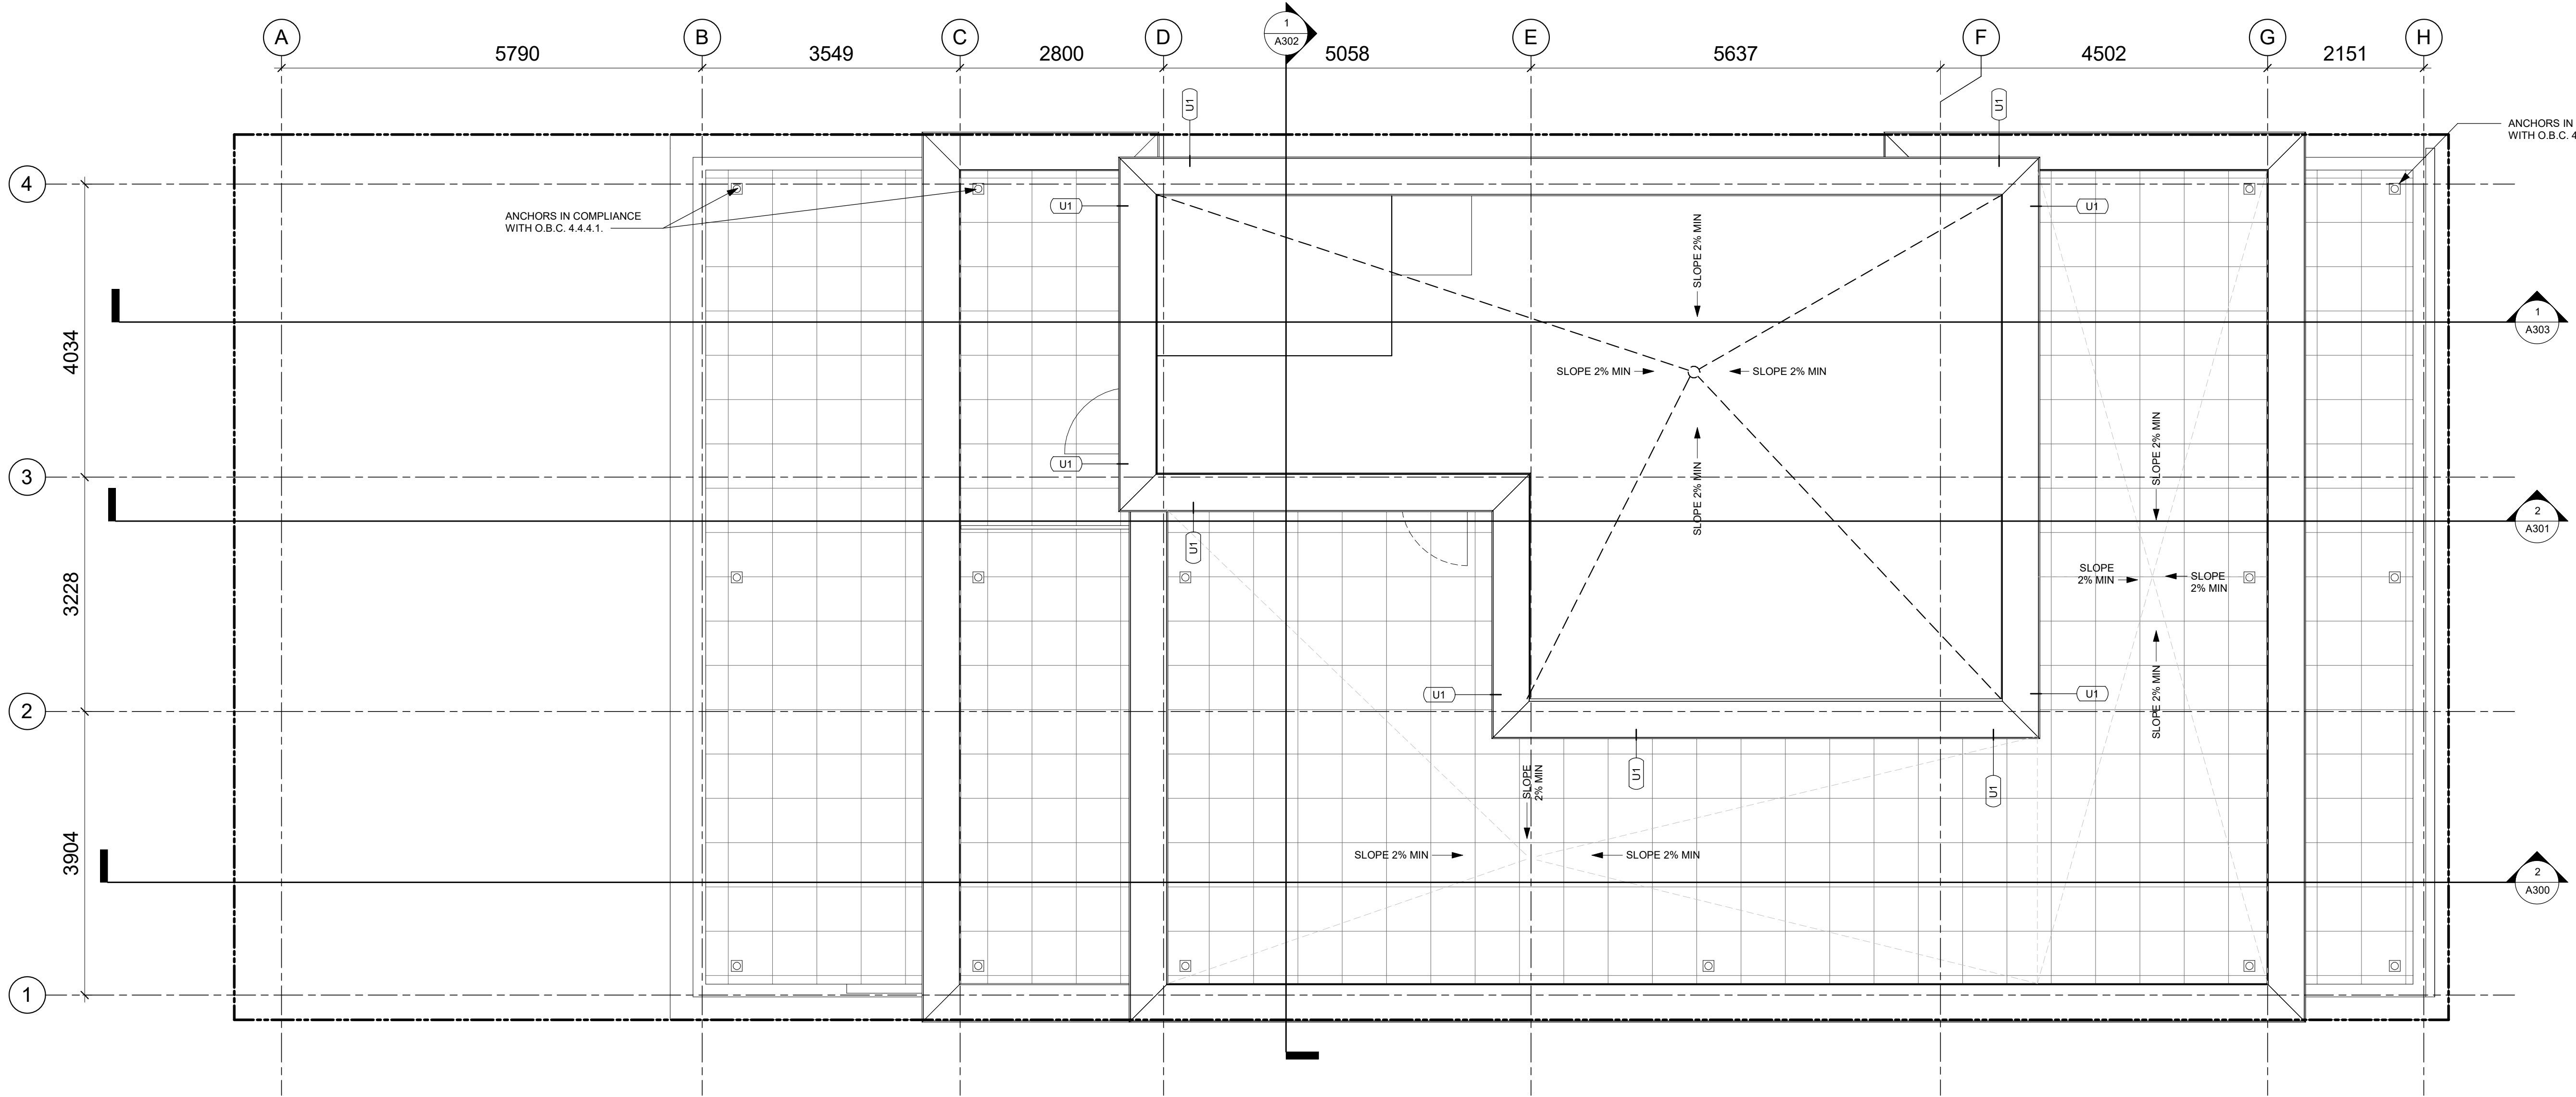 A
B
C
D
1
A302
E
F
G
H
5790
3549
2800
5058
5637
4502
2151
U1
U1
ANCHORS IN
WITH O.B.C. 4
4
ANCHORS IN COMPLIANCE
WITH O.B.C. 4.4.4.1.
U1
U1
SLOPE 2% MIN
4034
1
A303
SLOPE 2% MIN
SLOPE 2% MIN
SLOPE 2% MIN
SLOPE 2% MIN
3
U1
2
A301
U1
3228
SLOPE
2% MIN
SLOPE
2% MIN
SLOPE 2% MIN
2
U1
U1
SLOPE
2% MIN
U1
U1
3904
SLOPE 2% MIN
SLOPE 2% MIN
2
A300
1